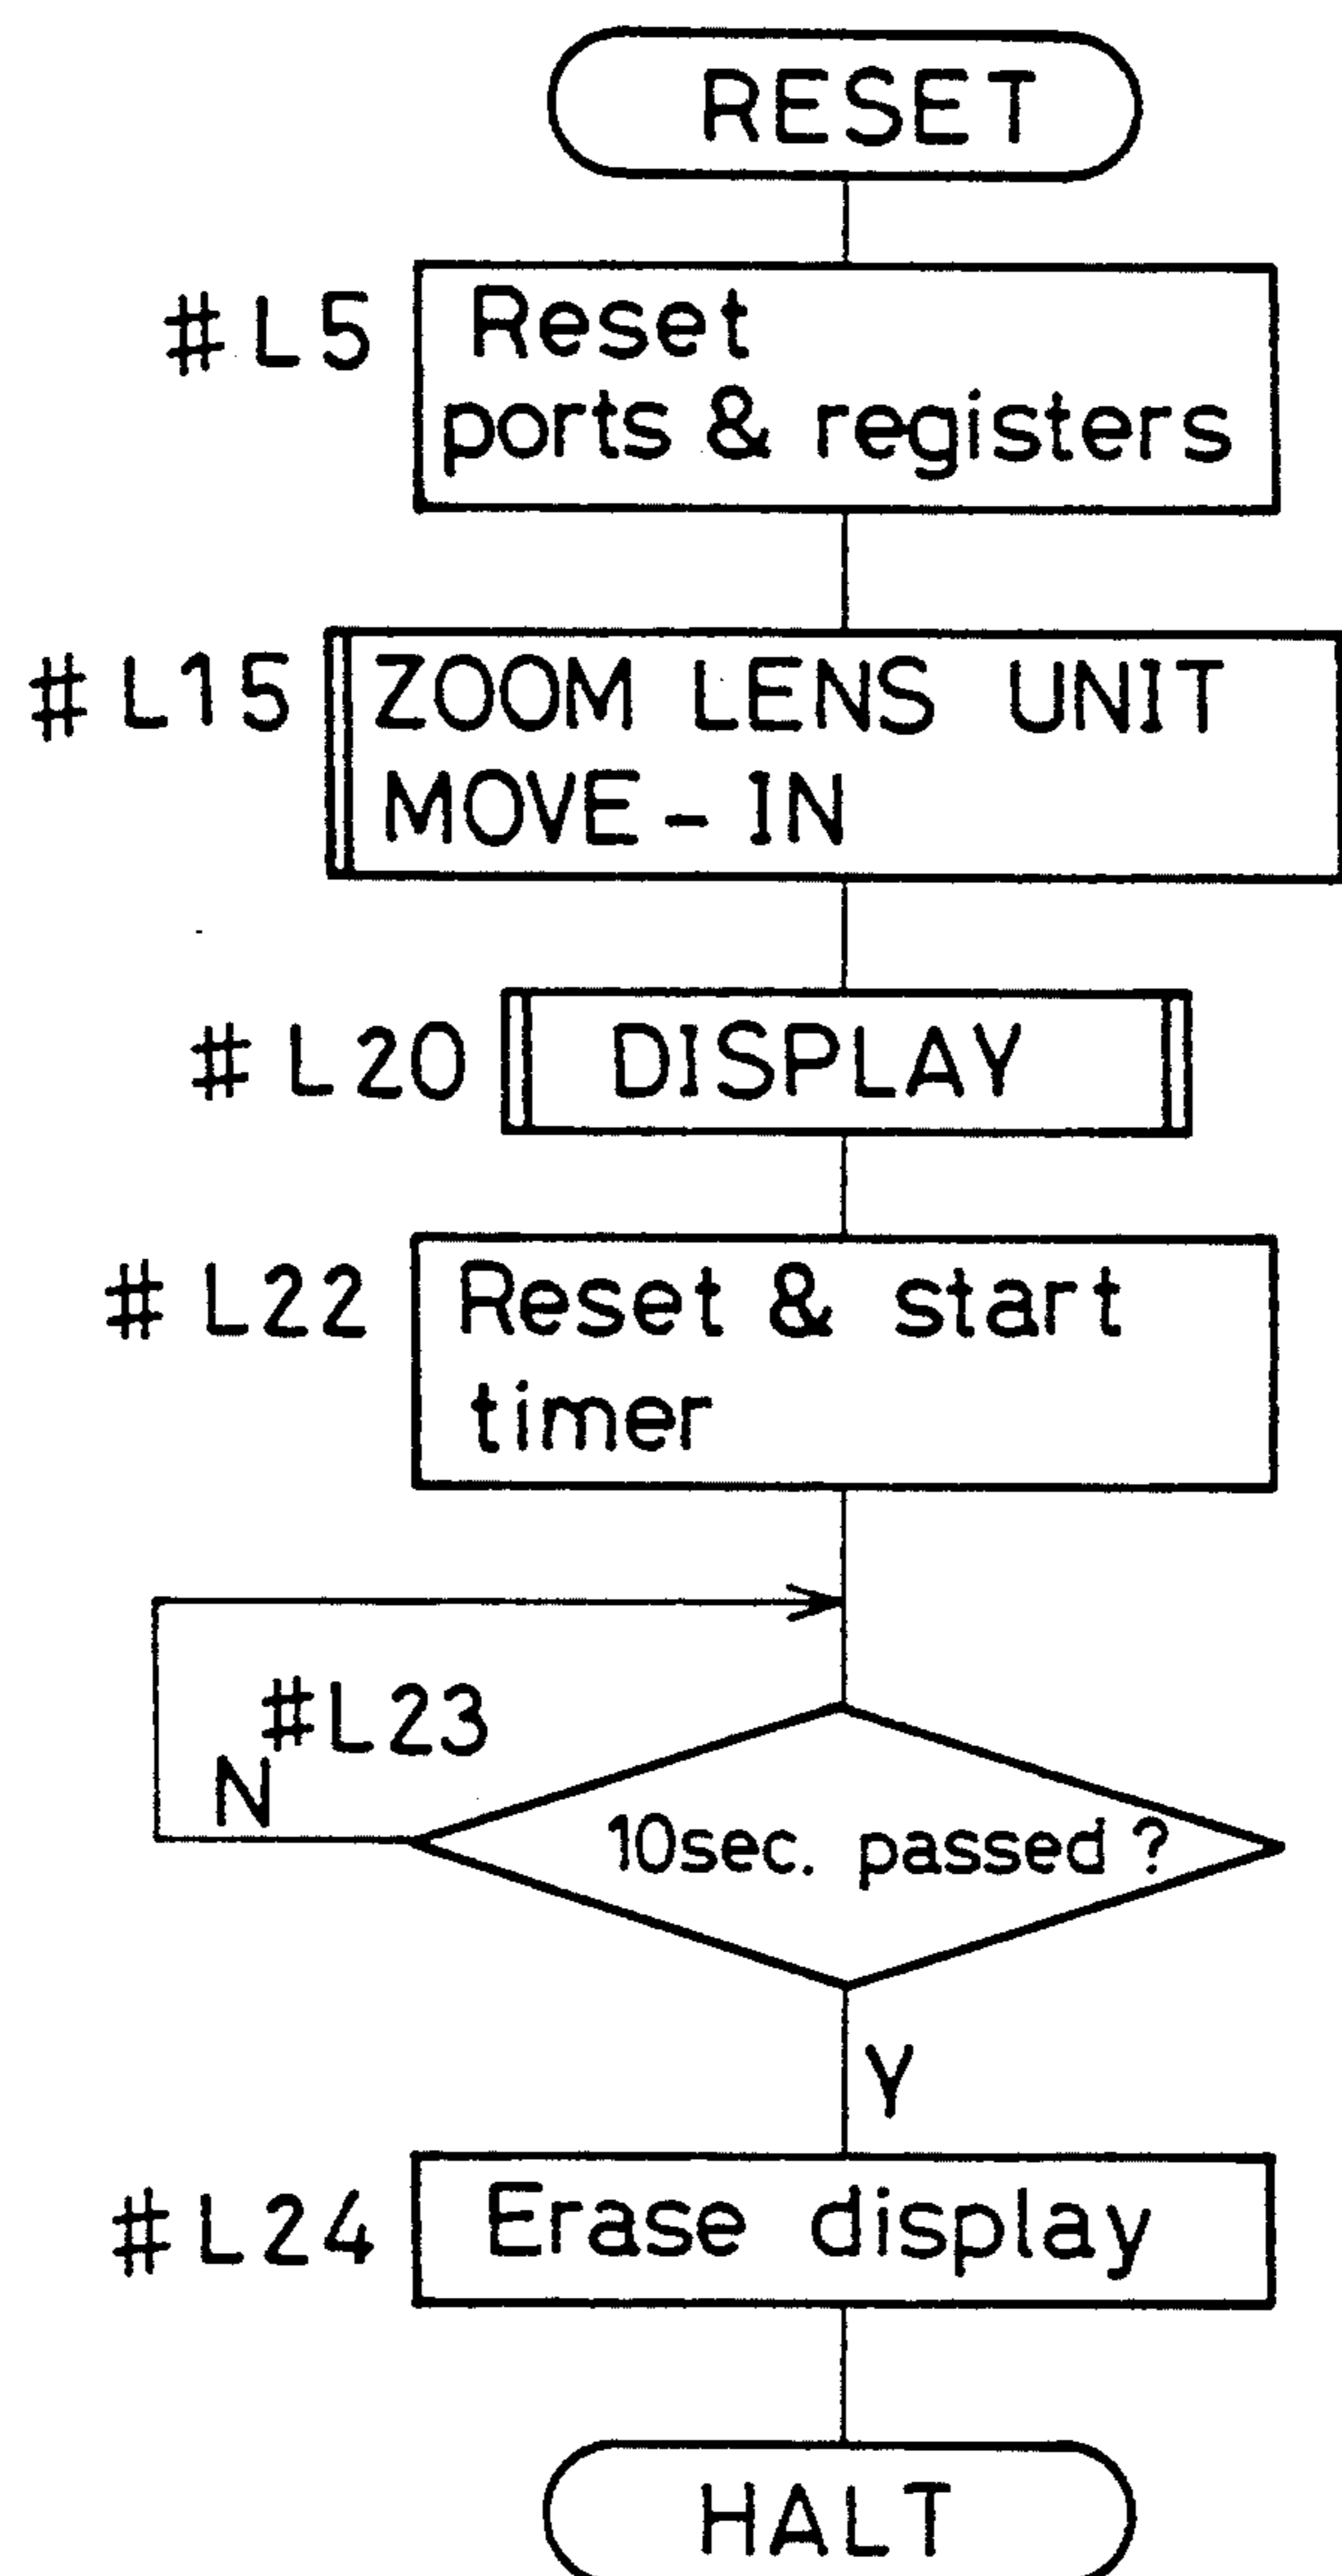 RESET
#L5
Reset
ports & registers
#L15
ZOOM LENS UNIT
MOVE-IN
#L20
DISPLAY
#L22
Reset & start
timer
#L23
N
10sec. passed ?
Y
#L24
Erase display
HALT